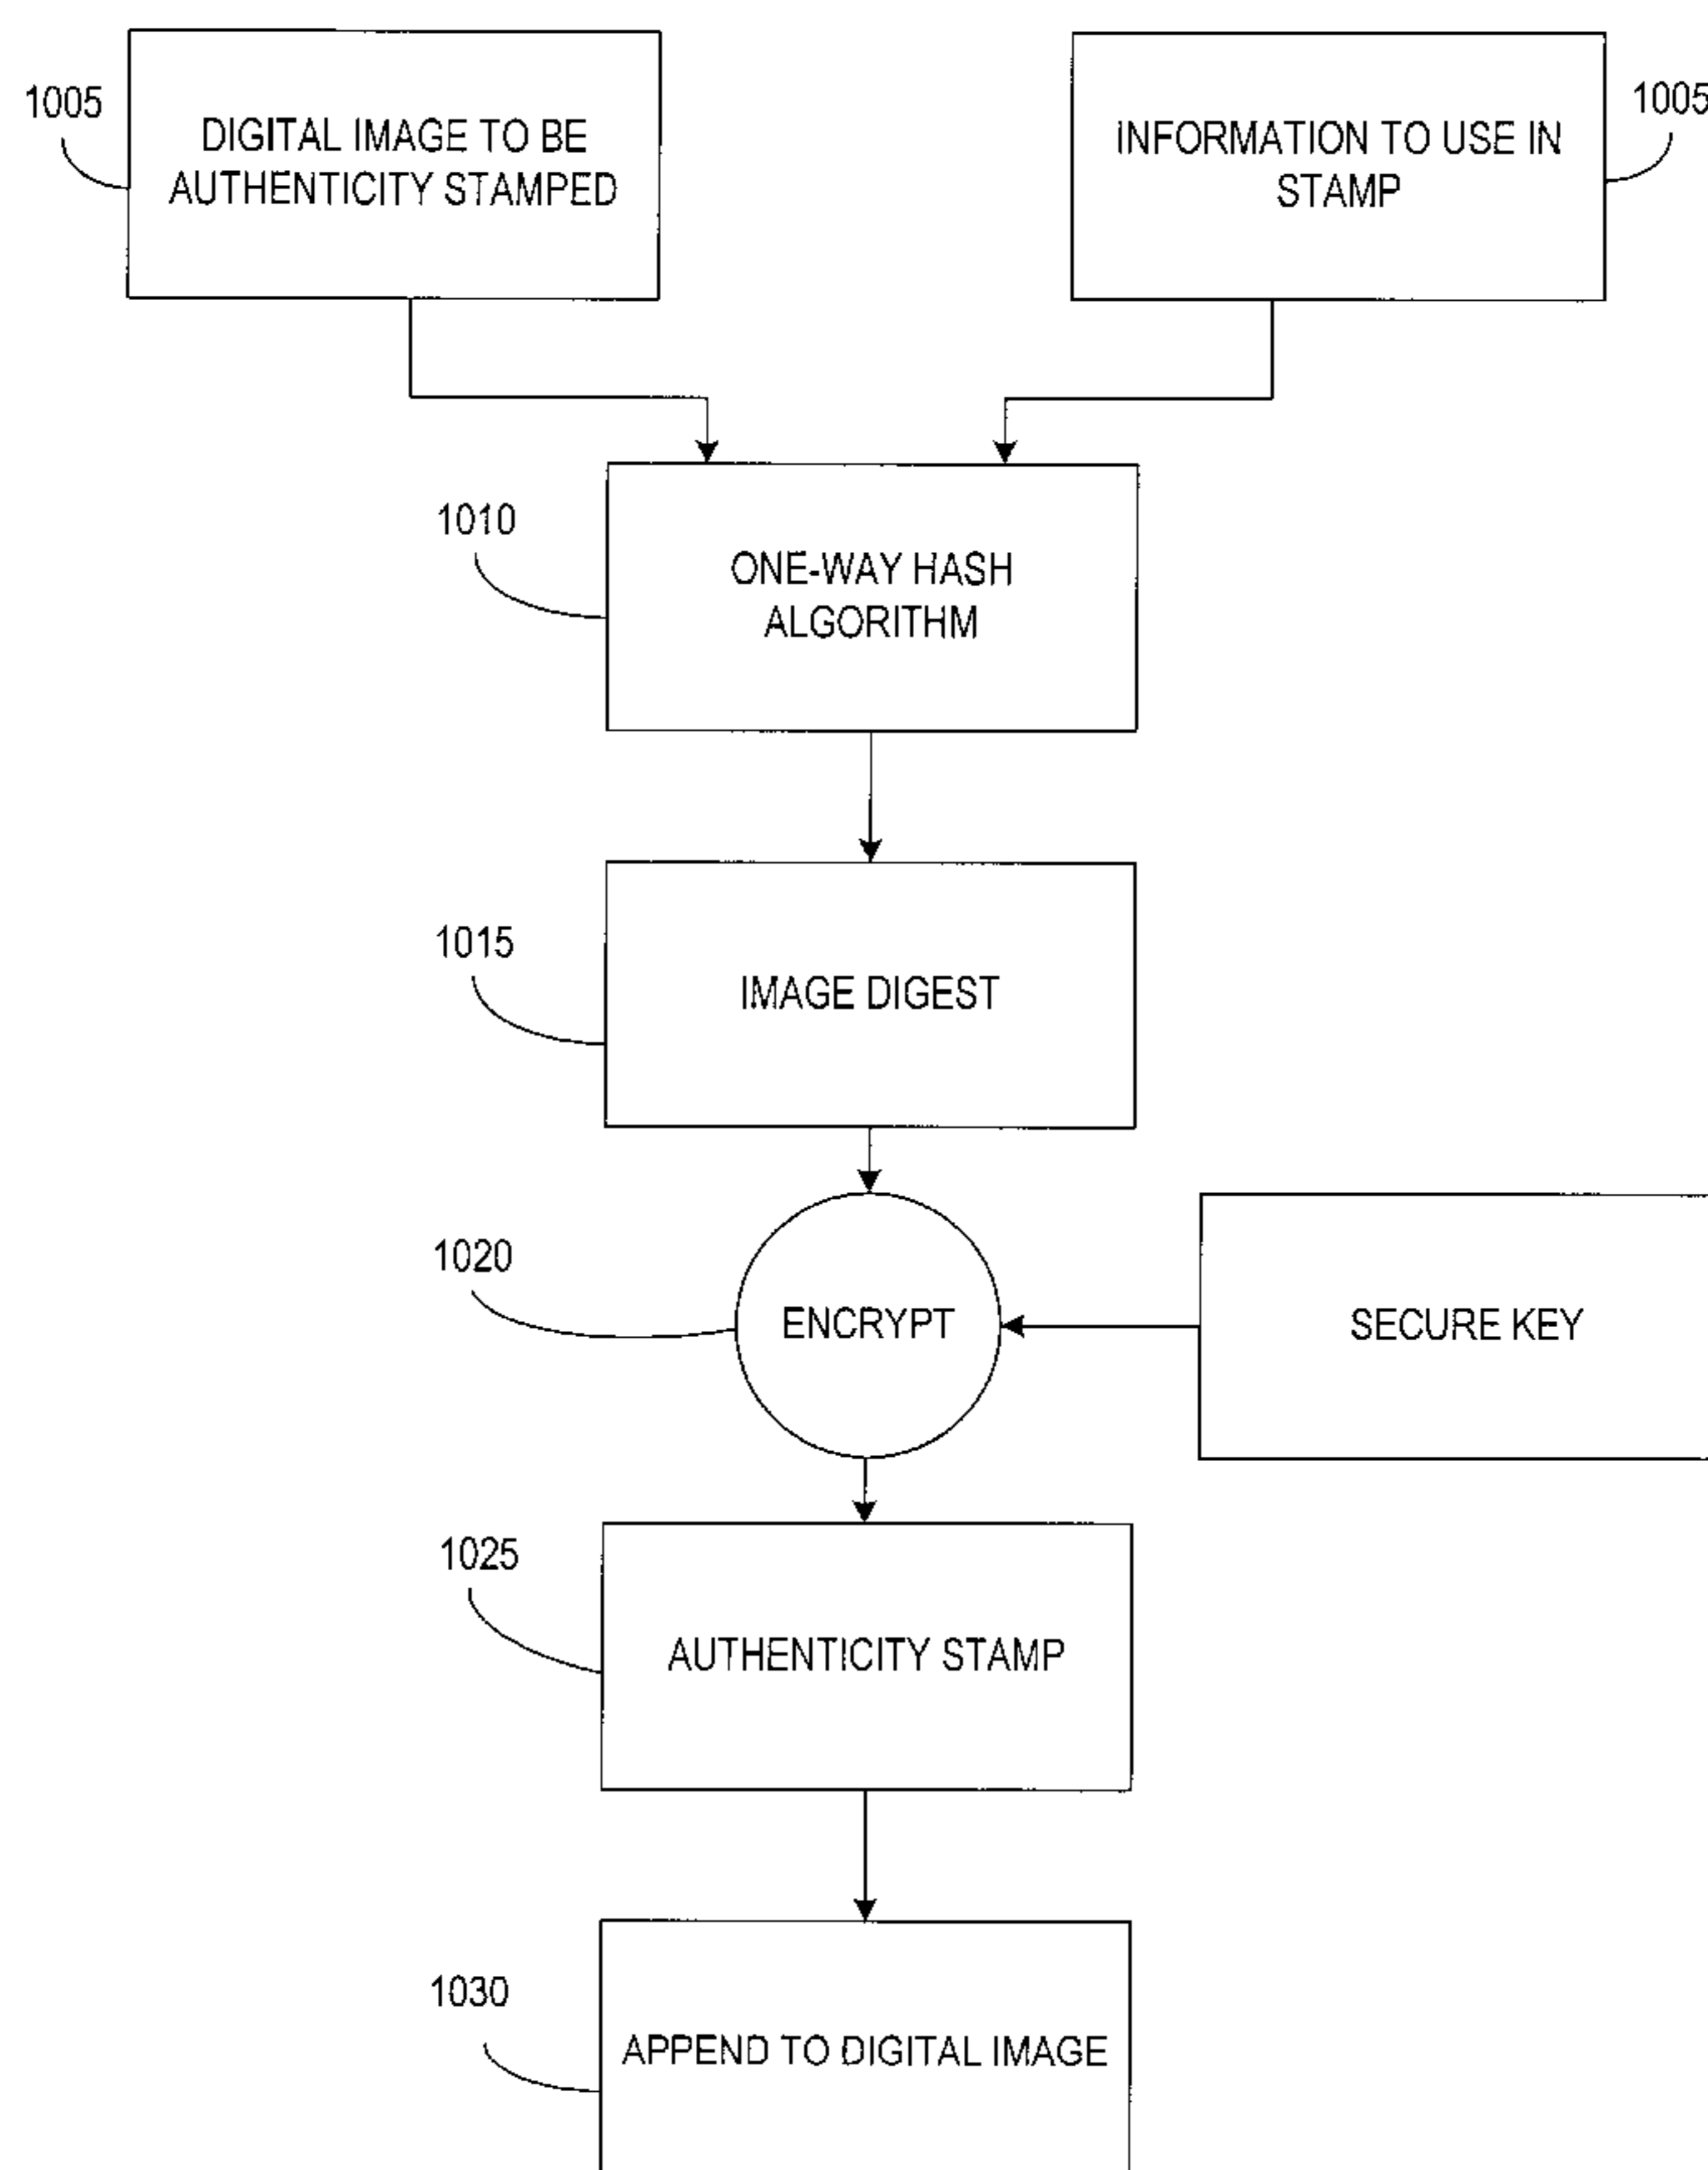 1005
DIGITAL IMAGE TO BE
AUTHENTICITY STAMPED
INFORMATION TO USE IN
STAMP
1005
1010
ONE-WAY HASH
ALGORITHM
1015
IMAGE DIGEST
1020
ENCRYPT
SECURE KEY
1025
AUTHENTICITY STAMP
1030
APPEND TO DIGITAL IMAGE